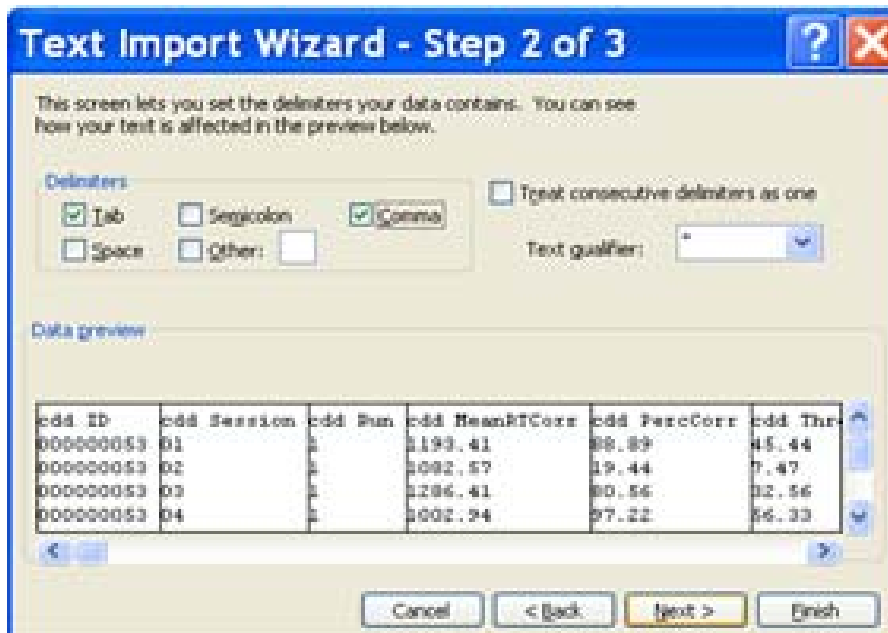 Text Import Wizard - Step 2 of 3
This screen lets you set the delimiters your data contains. You can see
how your text is affected in the preview below.
Delimiters
Tab
Semicolon
Comma
Space
Other:
Treat consecutive delimiters as one
Text qualifier: "
Data preview
cdd ID cdd Session cdd Run cdd MeanRTCorr cdd PercCorr cdd Thr
000000053 01 1 1193.41 88.89 45.44
000000053 02 1 1082.57 19.44 7.47
000000053 03 1 1286.41 80.56 32.56
000000053 04 1 1002.94 97.22 56.33
Cancel
< Back
Next >
Finish